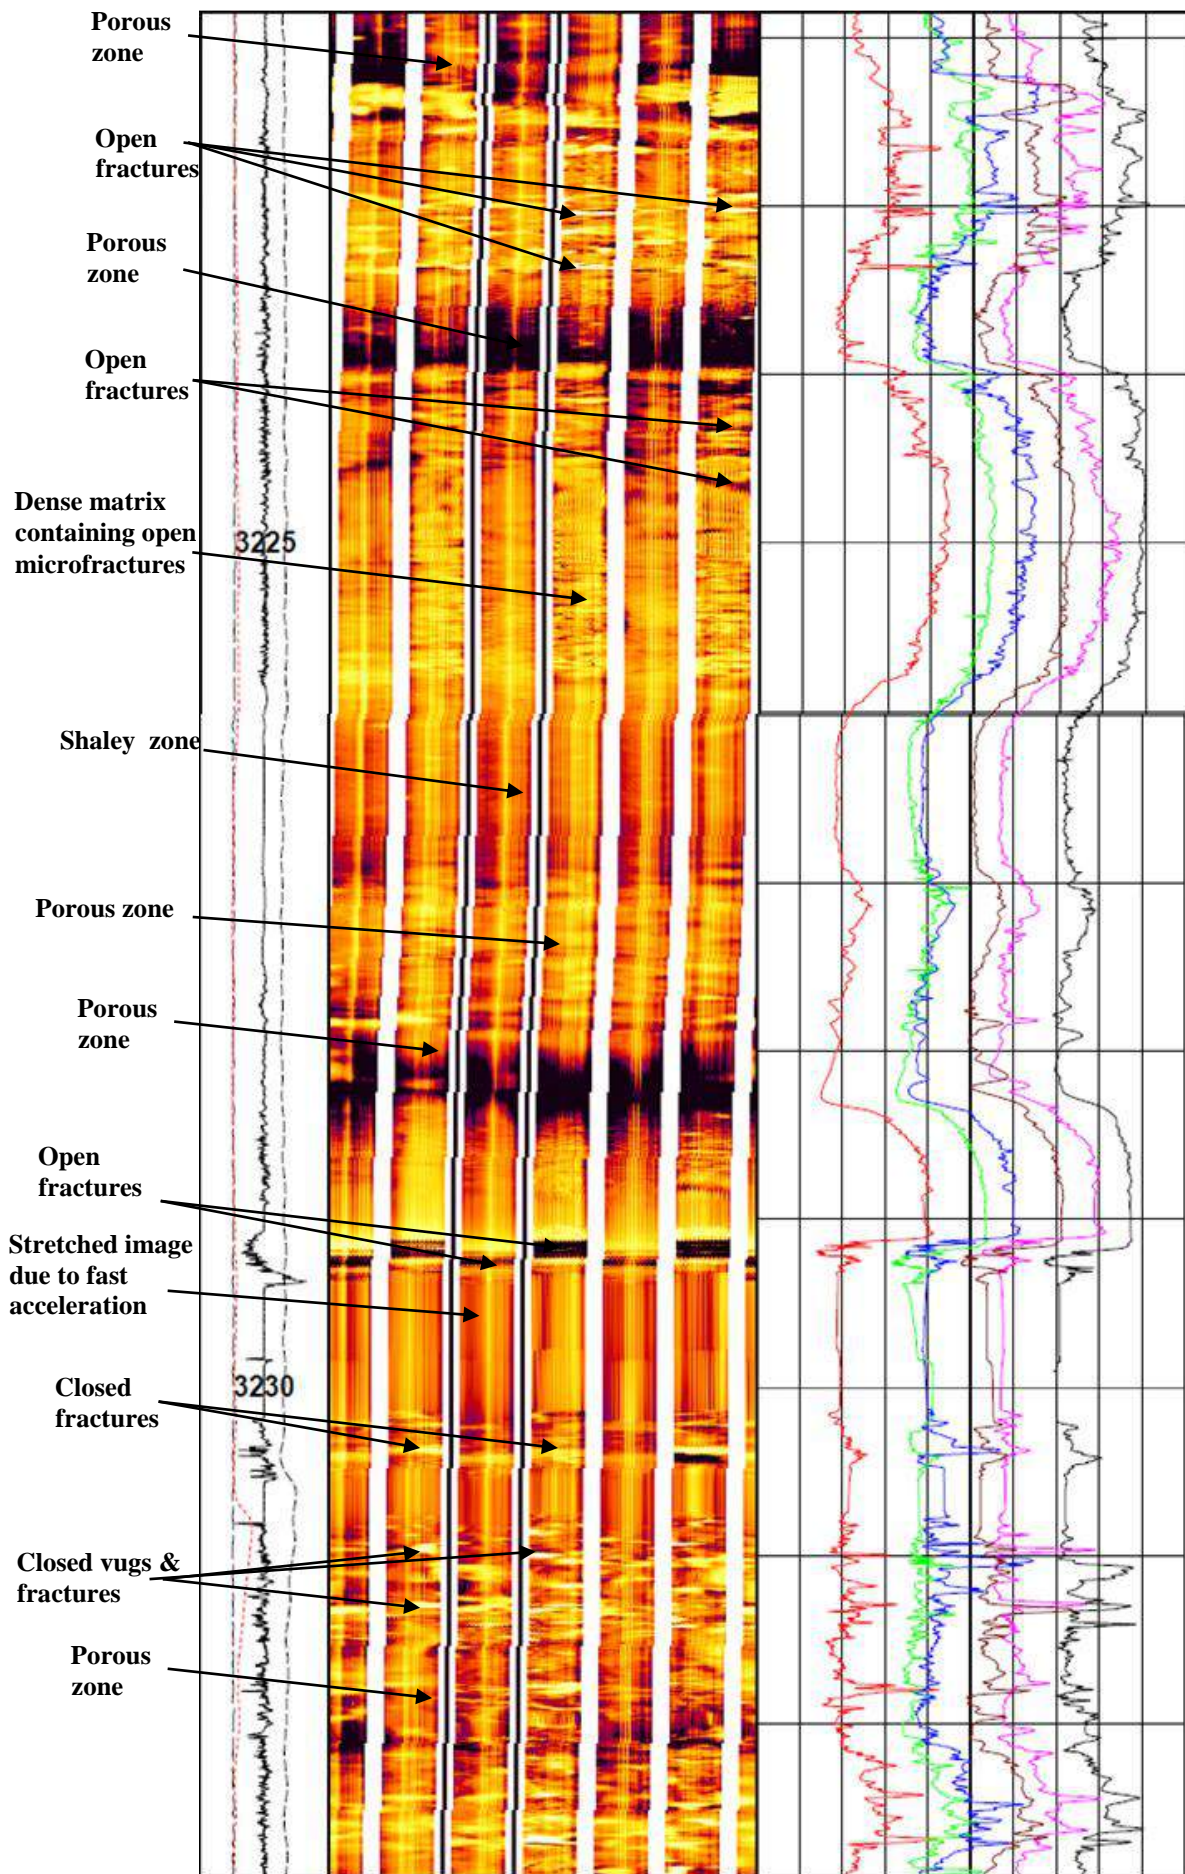 Porous
zone
Open
fractures
Porous
zone
Open
fractures
Dense matrix
containing open
microfractures
3225
Shaley zone
Porous zone
Porous
zone
Open
fractures
Stretched image
due to fast
acceleration
3230
Closed
fractures
Closed vugs &
fractures
Porous
zone